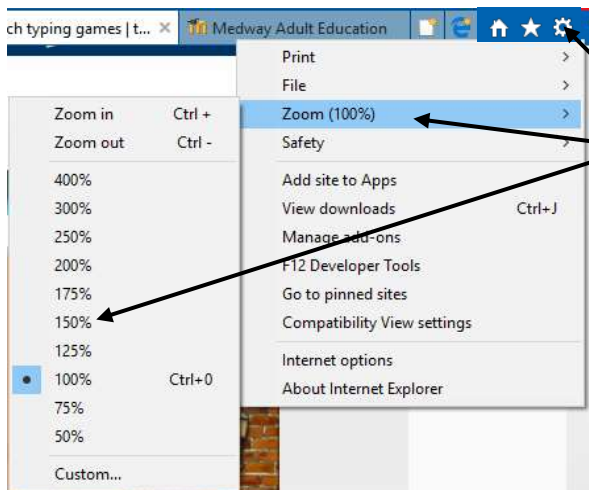 ch typing games | t...
Medway Adult Education
Print
File
Zoom (100%)
Safety
Add site to Apps
View downloads Ctrl+J
Manage add-ons
F12 Developer Tools
Go to pinned sites
Compatibility View settings
Internet options
About Internet Explorer
Zoom in Ctrl +
Zoom out Ctrl -
400%
300%
250%
200%
175%
150%
125%
100% Ctrl+0
75%
50%
Custom...